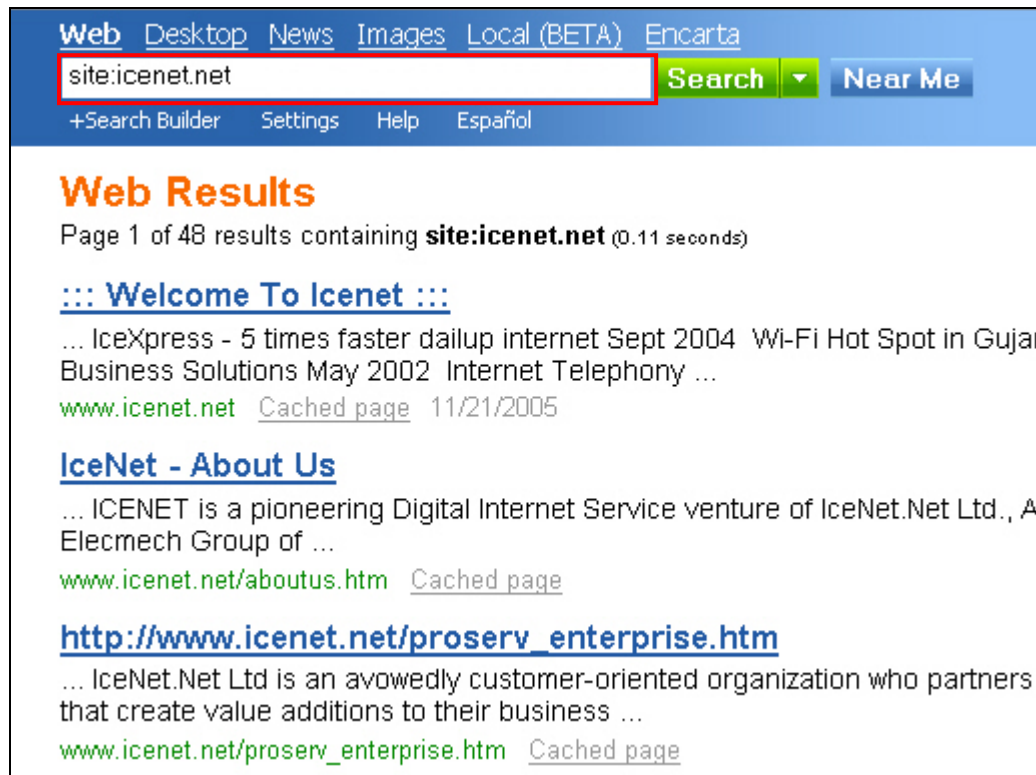 Web Desktop News Images Local (BETA) Encarta
site:icenet.net Search Near Me
+Search Builder Settings Help Español
Web Results
Page 1 of 48 results containing site:icenet.net (0.11 seconds)
::: Welcome To Icenet :::
... IceXpress - 5 times faster dailup internet Sept 2004 Wi-Fi Hot Spot in
Business Solutions May 2002 Internet Telephony ...
www.icenet.net Cached page 11/21/2005
IceNet - About Us
... ICENET is a pioneering Digital Internet Service venture of IceNet.Net Ltd.,
Elecmech Group of ...
www.icenet.net/aboutus.htm Cached page
http://www.icenet.net/proserv_enterprise.htm
... IceNet.Net Ltd is an avowedly customer-oriented organization who partners
that create value additions to their business ...
www.icenet.net/proserv_enterprise.htm Cached page